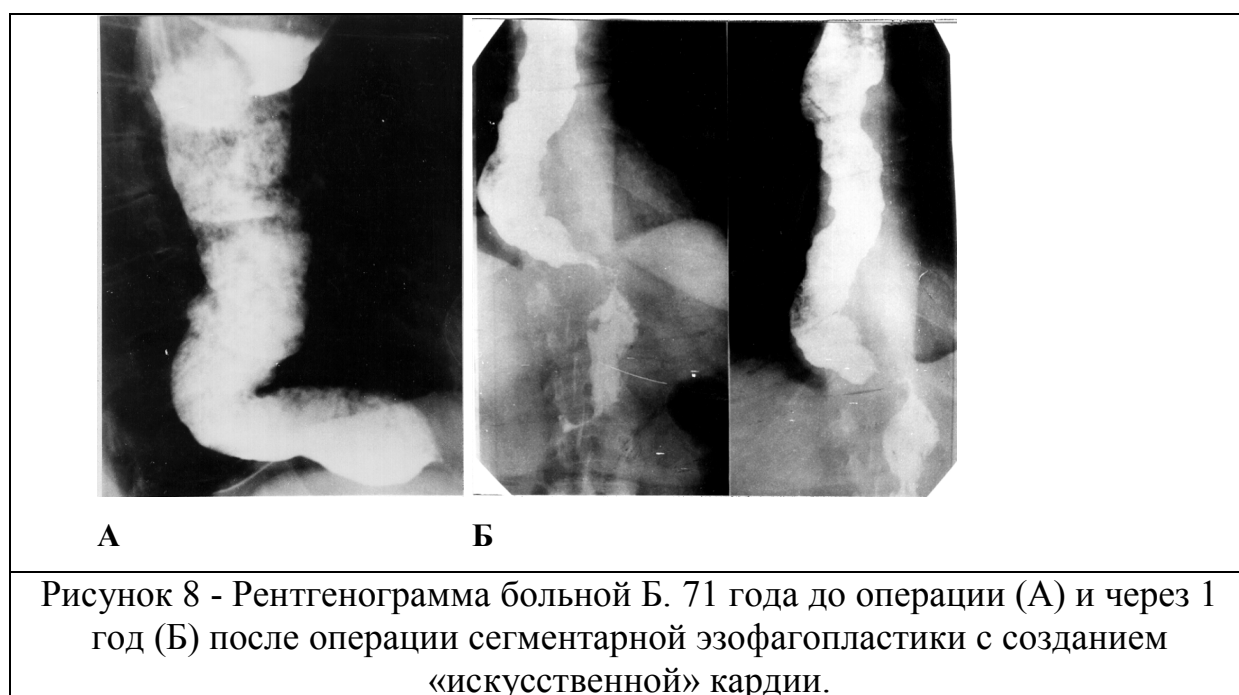 А Б
Рисунок 8 - Рентгенограмма больной Б. 71 года до операции (А) и через 1
год (Б) после операции сегментарной эзофагопластики с созданием
«искусственной» кардии.